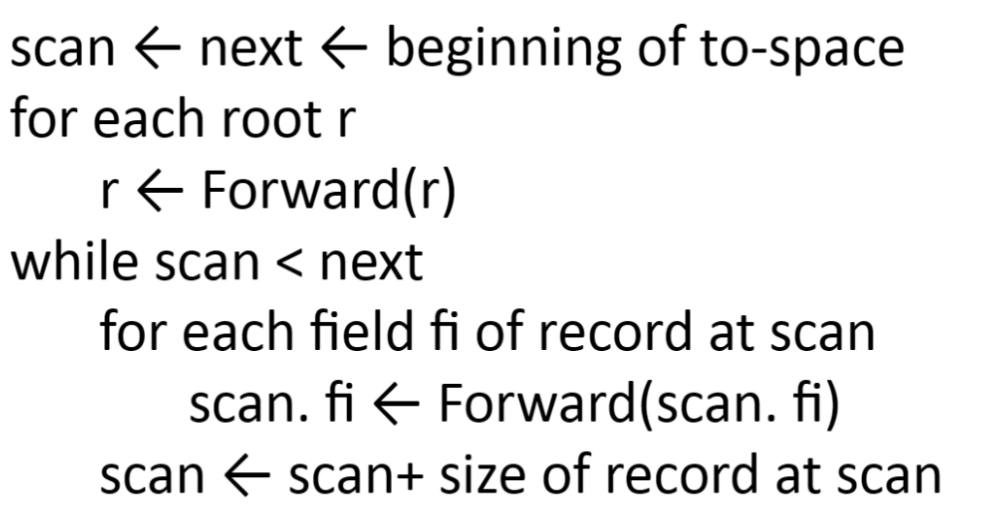 scan ← next ← beginning of to-space
for each root r
r ← Forward(r)
while scan < next
for each field fi of record at scan
scan. fi ← Forward(scan. fi)
scan ← scan+ size of record at scan